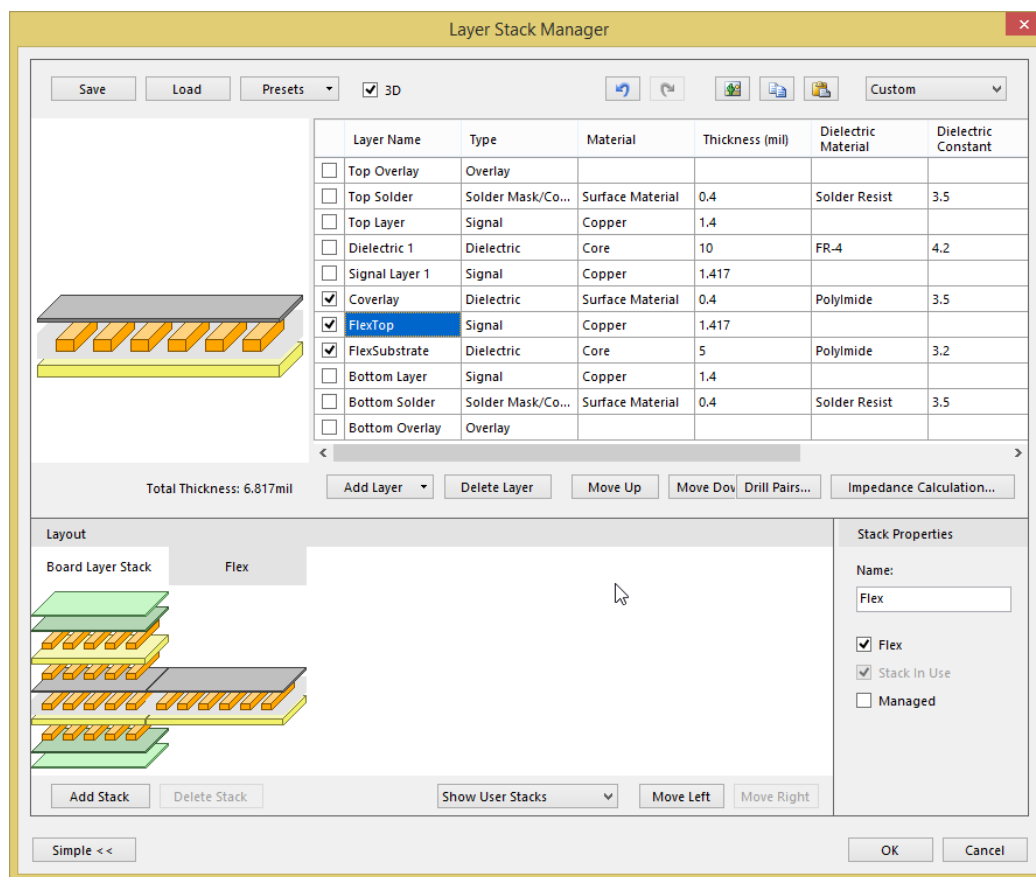 Layer Stack Manager
Save Load Presets 3D Custom
Layer Name Type Material Thickness (mil) Dielectric Material Dielectric Constant
Top Overlay Overlay
Top Solder Solder Mask/Co... Surface Material 0.4 Solder Resist 3.5
Top Layer Signal Copper 1.4
Dielectric 1 Dielectric Core 10 FR-4 4.2
Signal Layer 1 Signal Copper 1.417
Coverlay Dielectric Surface Material 0.4 PolyImide 3.5
FlexTop Signal Copper 1.417
FlexSubstrate Dielectric Core 5 PolyImide 3.2
Bottom Layer Signal Copper 1.4
Bottom Solder Solder Mask/Co... Surface Material 0.4 Solder Resist 3.5
Bottom Overlay Overlay
Total Thickness: 6.817mil Add Layer Delete Layer Move Up Move Dov Drill Pairs... Impedance Calculation...
Layout Stack Properties
Board Layer Stack Flex Name:
Flex
Flex
Stack In Use
Managed
Add Stack Delete Stack Show User Stacks Move Left Move Right
Simple << OK Cancel